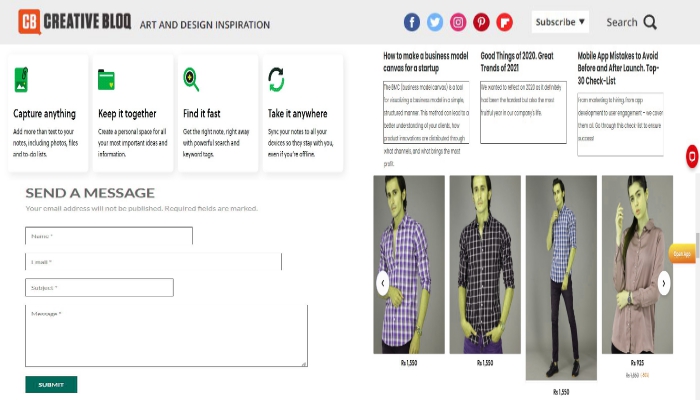 CB CREATIVE BLOQ ART AND DESIGN INSPIRATION
Subscribe
Search
Capture anything
Add more than text to your
notes, including photos, files
and to-do lists.
Keep it together
Create a personal space for all
your most important ideas and
information.
Find it fast
Get the right note, right away
with powerful search and
keyword tags.
Take it anywhere
Sync your notes to all your
devices so they stay with you,
even if you're offline.
SEND A MESSAGE
Your email address will not be published. Required fields are marked.
Name *
Email *
Subject *
Message *
SUBMIT
How to make a business model
canvas for a startup
The BMC (business model canvas) is a tool
for visualizing a business model in a simple,
structured manner. This method can lead to a
better understanding of your clients, how
product innovations are distributed through
what channels, and what brings the most
profit.
Good Things of 2020. Great
Trends of 2021
We wanted to reflect on 2020 as it definitely
had been the hardest but also the most
fruitful year in our company's life.
Mobile App Mistakes to Avoid
Before and After Launch. Top-
30 Check-List
From marketing to hiring, from app
development to user engagement – we cover
them all. Go through this check-list to ensure
success!
Rs 1,550
Rs 1,550
Rs 1,550
Rs 925
Open App